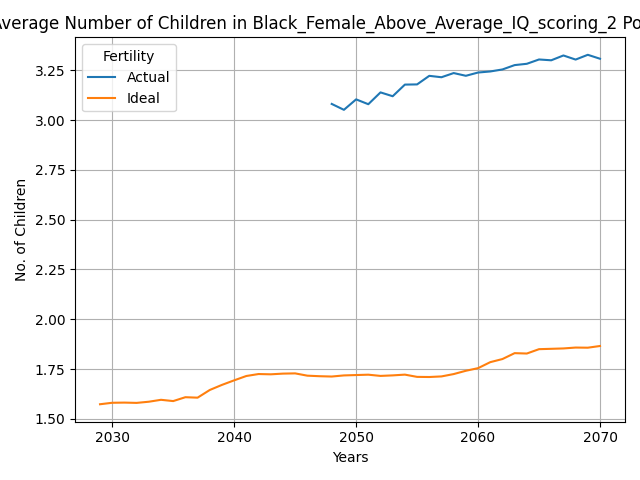 Average Number of Children in Black_Female_Above_Average_IQ_scoring_2 Po
Fertility
Actual
Ideal
3.25
3.00
2.75
2.50
2.25
2.00
1.75
1.50
No. of Children
2030 2040 2050 2060 2070
Years